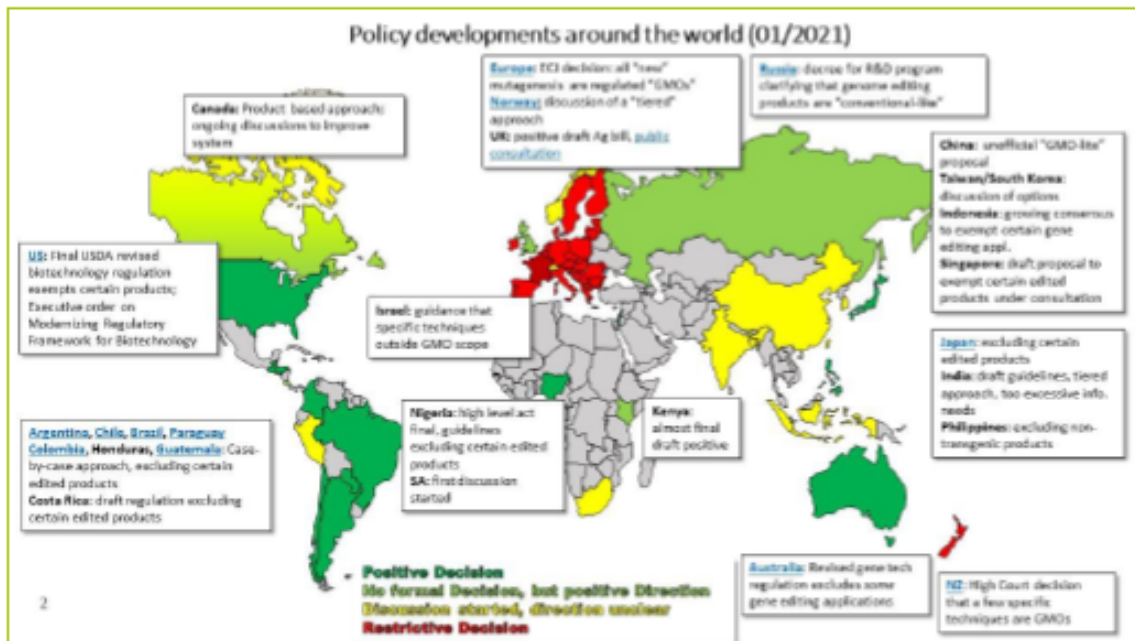 Policy developments around the world (01/2021)
Canada: Product based approach;
ongoing discussions to improve
system
Europe: ECJ decision: all "new"
mutagenesis are regulated "GMOs"
Norway: discussion of a "tiered"
approach
UK: positive draft Ag bill, public
consultation
Russia: decree for R&D program
clarifying that genome editing
products are "conventional-like"
China: unofficial "GMO-lite"
proposal
Taiwan/South Korea:
discussion of options
Indonesia: growing consensus
to exempt certain gene
editing appl.
Singapore: draft proposal to
exempt certain edited
products under consultation
US: Final USDA revised
biotechnology regulation
exempts certain products;
Executive order on
Modernizing Regulatory
Framework for Biotechnology
Israel: guidance that
specific techniques
outside GMO scope
Japan: excluding certain
edited products
India: draft guidelines, tiered
approach, too excessive info.
needs
Philippines: excluding non-
transgenic products
Argentina, Chile, Brazil, Paraguay
Colombia, Honduras, Guatemala: Case-
by-case approach, excluding certain
edited products
Costa Rica: draft regulation excluding
certain edited products
Nigeria: high level act
final, guidelines
excluding certain edited
products
SA: first discussion
started
Kenya:
almost final
draft positive
Australia: Revised gene tech
regulation excludes some
gene editing applications
NZ: High Court decision
that a few specific
techniques are GMOs
Positive Decision
No formal Decision, but positive Direction
Discussion started, direction unclear
Restrictive Decision
2